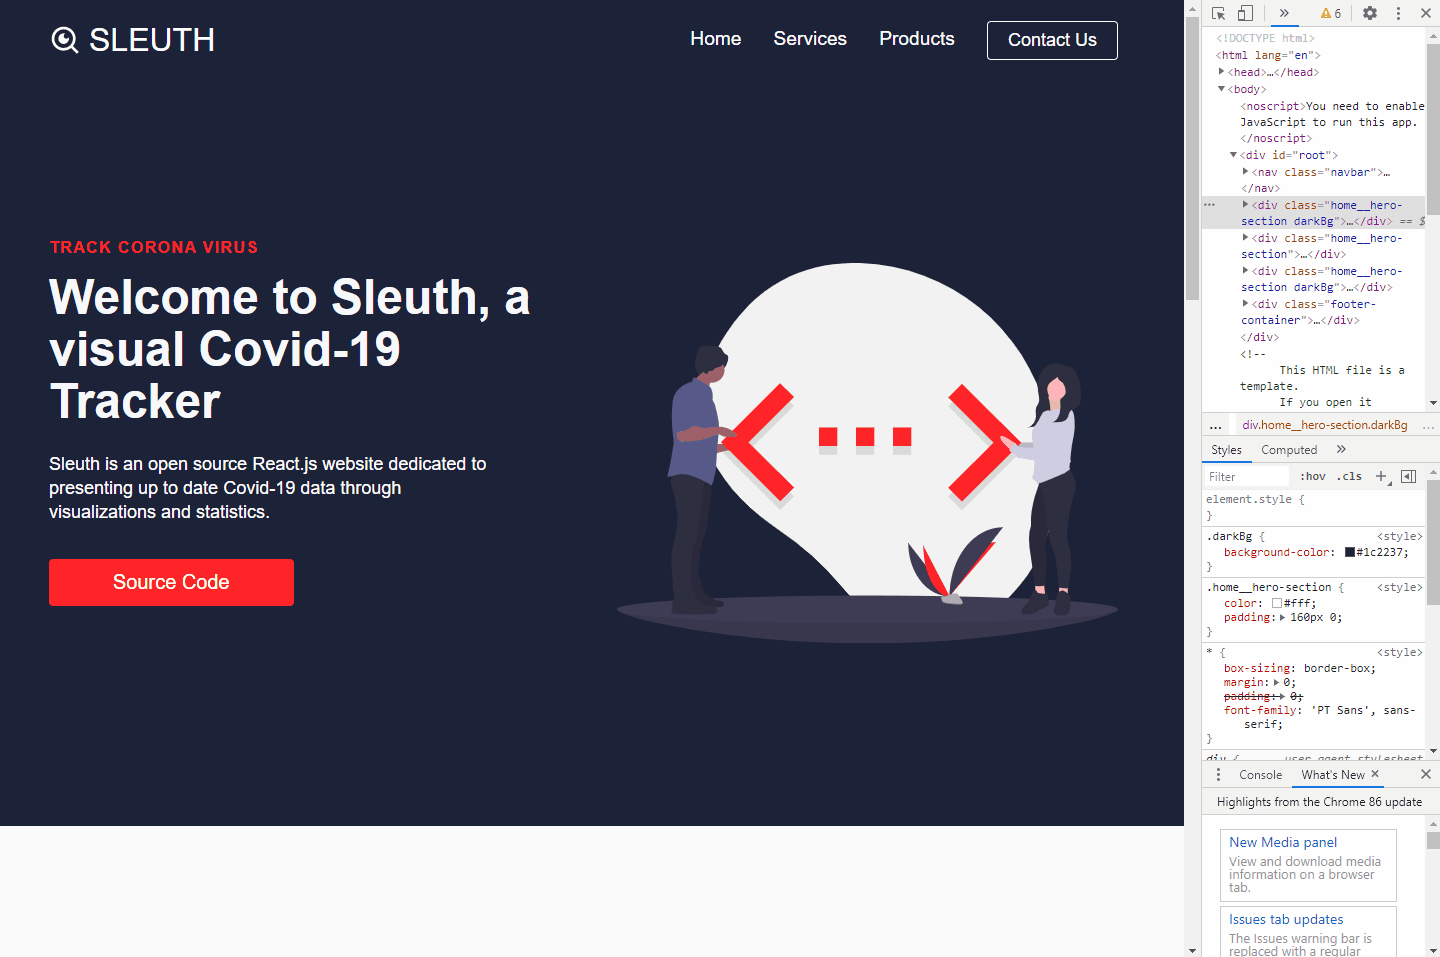 SLEUTH
Home Services Products Contact Us
TRACK CORONA VIRUS
Welcome to Sleuth, a
visual Covid-19
Tracker
Sleuth is an open source React.js website dedicated to
presenting up to date Covid-19 data through
visualizations and statistics.
Source Code
6
<!DOCTYPE html>
<html lang="en">
<head>…</head>
<body>
<noscript>You need to enable
JavaScript to run this app.
</noscript>
<div id="root">
<nav class="navbar">…
</nav>
<div class="home__hero-
section darkBg">…</div> == $
<div class="home__hero-
section">…</div>
<div class="home__hero-
section darkBg">…</div>
<div class="footer-
container">…</div>
</div>
<!--
This HTML file is a
template.
If you open it
... div.home__hero-section.darkBg ...
Styles Computed »
Filter :hov .cls +
element.style {
}
.darkBg { <style>
background-color: #1c2237;
}
.home__hero-section { <style>
color: #fff;
padding: 160px 0;
}
* { <style>
box-sizing: border-box;
margin: 0;
padding: 0;
font-family: 'PT Sans', sans-
serif;
}
div { user agent stylesheet
Console What's New ×
Highlights from the Chrome 86 update
New Media panel
View and download media
information on a browser
tab.
Issues tab updates
The Issues warning bar is
replaced with a regular